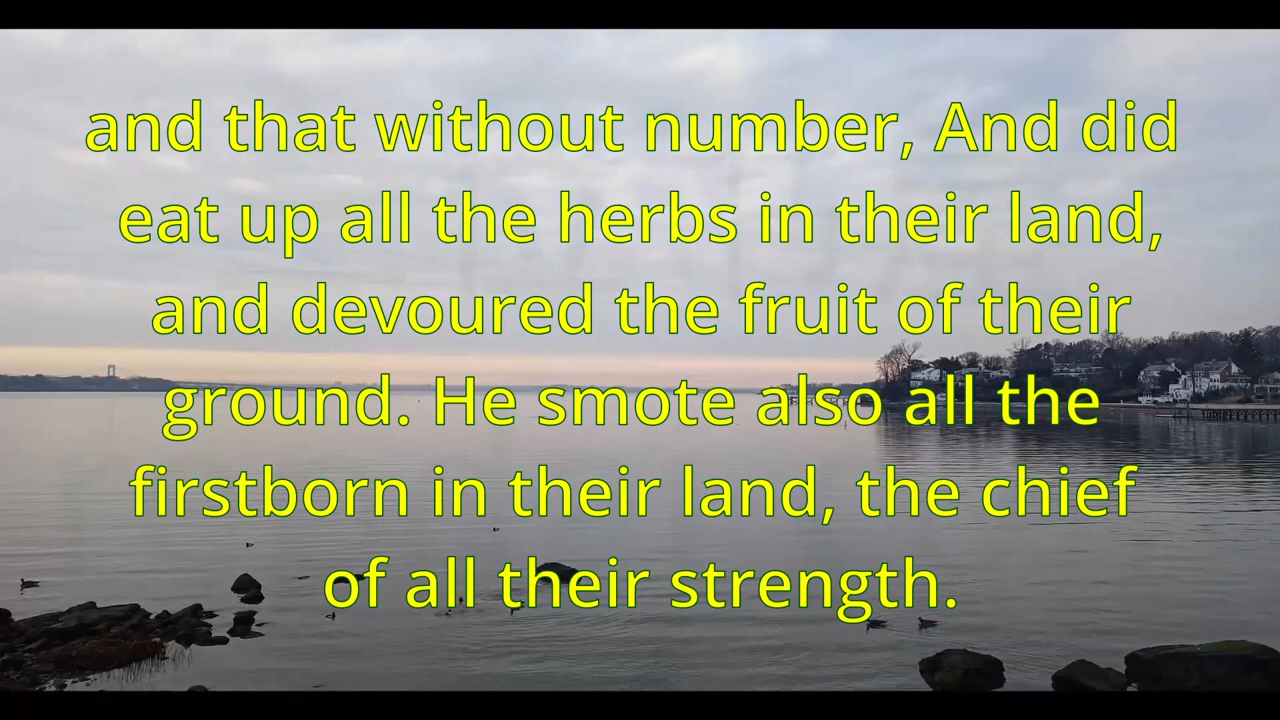 and that without number, And did
eat up all the herbs in their land,
and devoured the fruit of their
ground. He smote also all the
firstborn in their land, the chief
of all their strength.